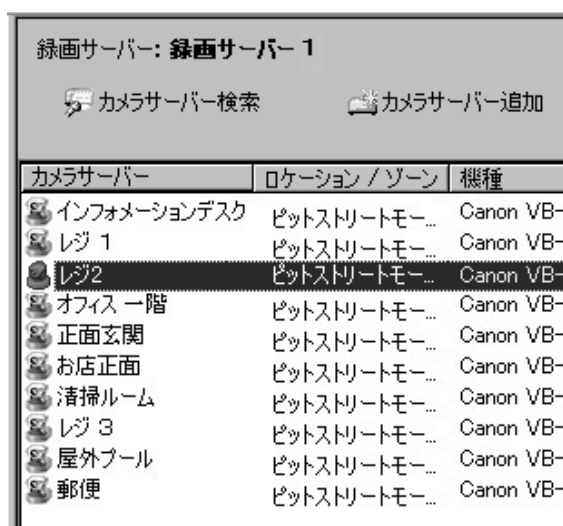 録画サーバー: 録画サーバー 1
カメラサーバー検索 カメラサーバー追加
カメラサーバー ロケーション / ゾーン 機種
インフォメーションデスク ピットストリートモー... Canon VB-
レジ 1 ピットストリートモー... Canon VB-
レジ2 ピットストリートモー... Canon VB-
オフィス 一階 ピットストリートモー... Canon VB-
正面玄関 ピットストリートモー... Canon VB-
お店正面 ピットストリートモー... Canon VB-
清掃ルーム ピットストリートモー... Canon VB-
レジ 3 ピットストリートモー... Canon VB-
屋外プール ピットストリートモー... Canon VB-
郵便 ピットストリートモー... Canon VB-